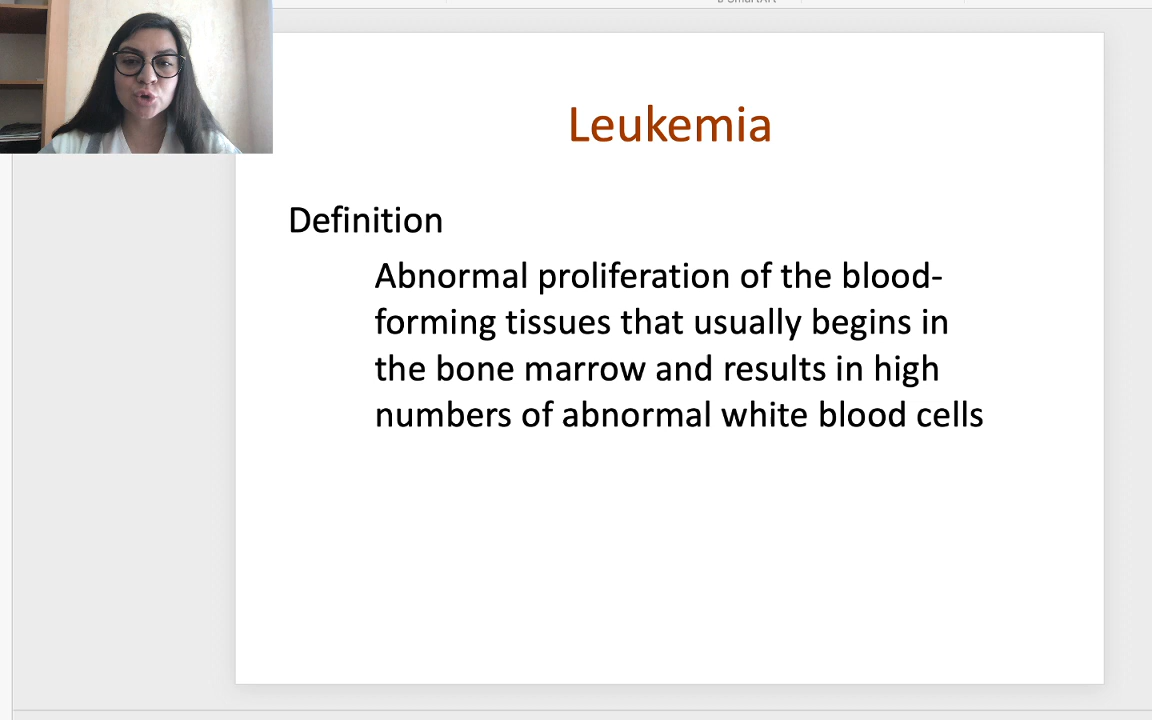 Leukemia
Definition
Abnormal proliferation of the blood-
forming tissues that usually begins in
the bone marrow and results in high
numbers of abnormal white blood cells